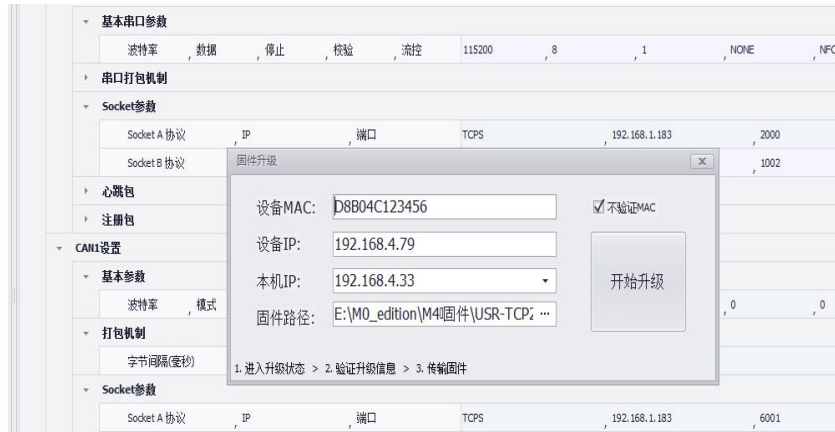 基本串口参数
波特率 ,数据 ,停止 ,校验 ,流控 115200 ,8 ,1 ,NONE ,NFC
串口打包机制
Socket参数
Socket A 协议 ,IP ,端口 TCPS ,192.168.1.183 ,2000
Socket B 协议 ,1002
固件升级
设备MAC: D8B04C123456 不验证MAC
心跳包
注册包
设备IP: 192.168.4.79
CAN1设置
本机IP: 192.168.4.33 开始升级
基本参数
波特率 ,模式 ,0 ,0
固件路径: E:\M0_edition\M4固件\USR-TCP2 ...
打包机制
字节间隔(毫秒)
1. 进入升级状态 > 2. 验证升级信息 > 3. 传输固件
Socket参数
Socket A 协议 ,IP ,端口 TCPS ,192.168.1.183 ,6001